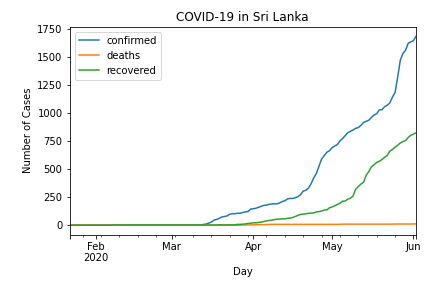 COVID-19 in Sri Lanka
confirmed
deaths
recovered
Number of Cases
1750
1500
1250
1000
750
500
250
0
Feb
2020
Mar
Apr
May
Jun
Day